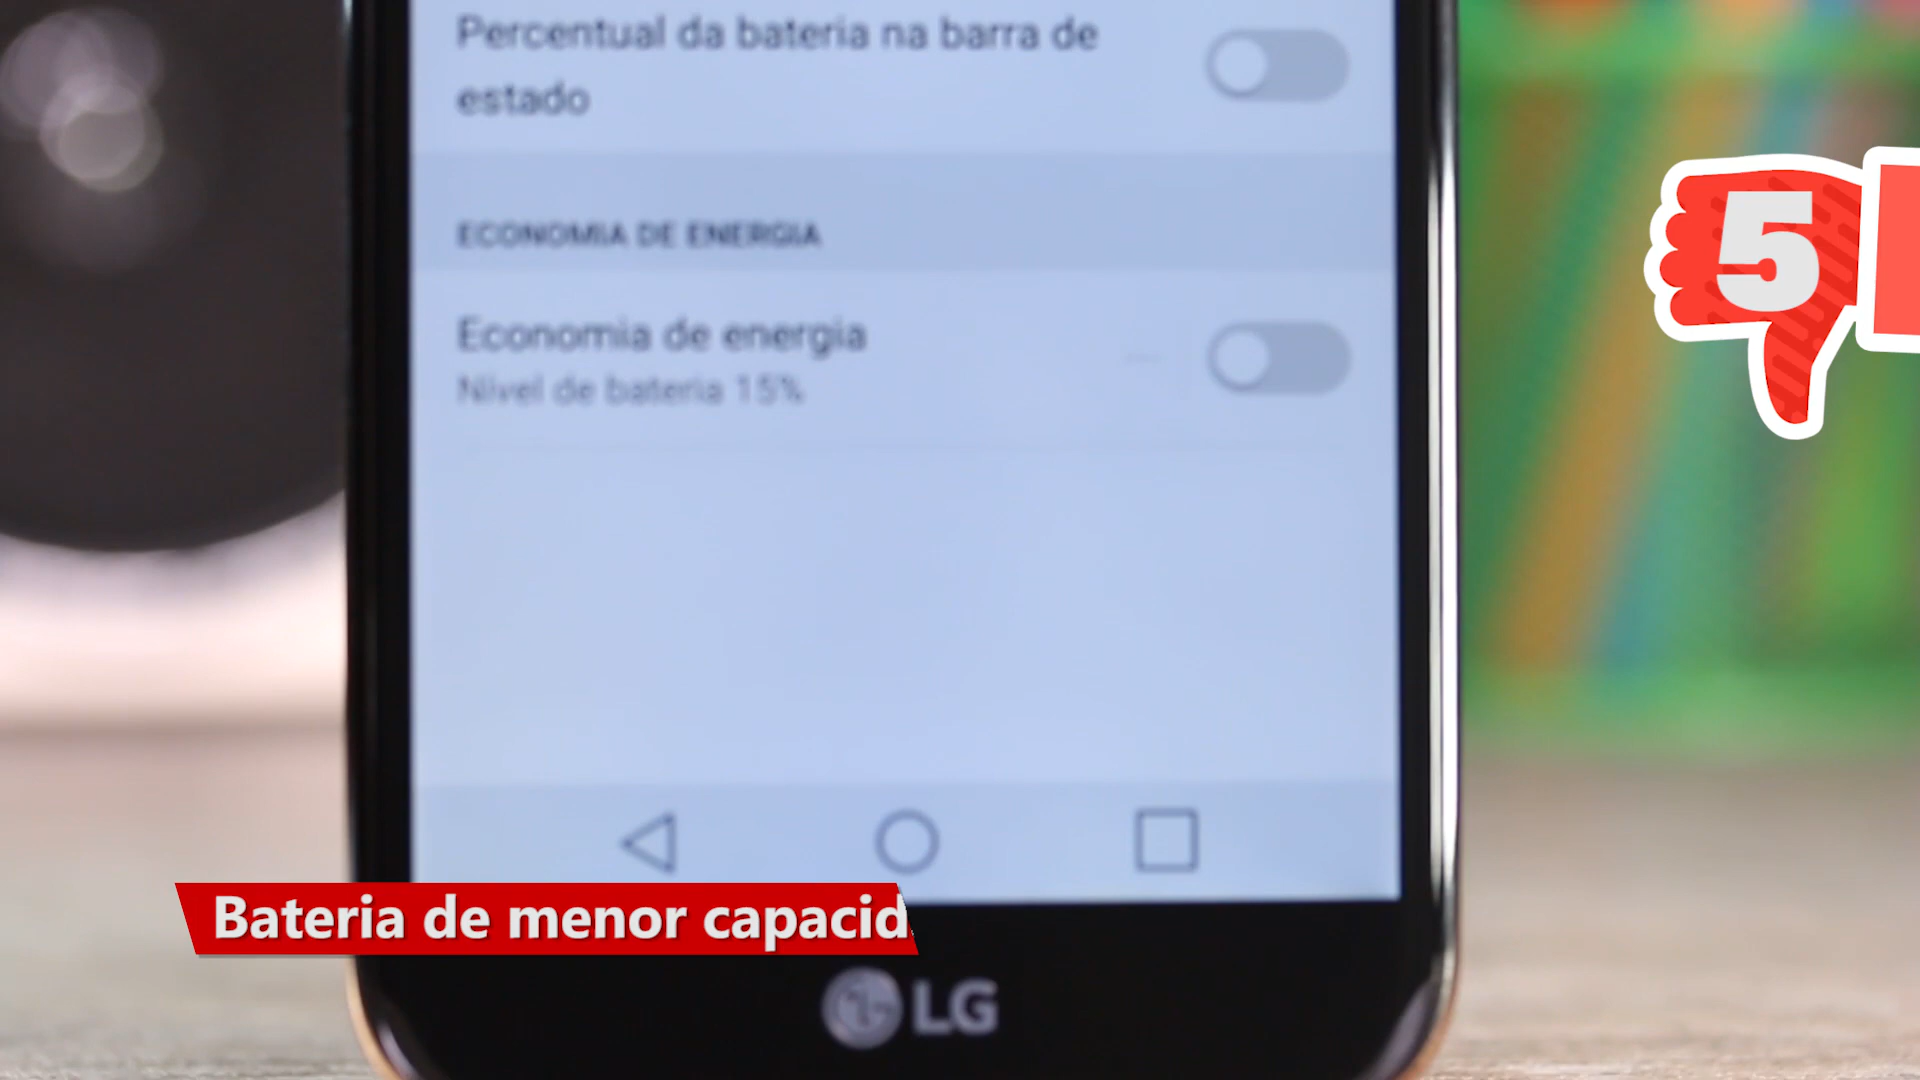 Percentual da bateria na barra de
estado
5
ECONOMIA DE ENERGIA
Economia de energia
Nível de bateria 15%
Bateria de menor capacid
LG